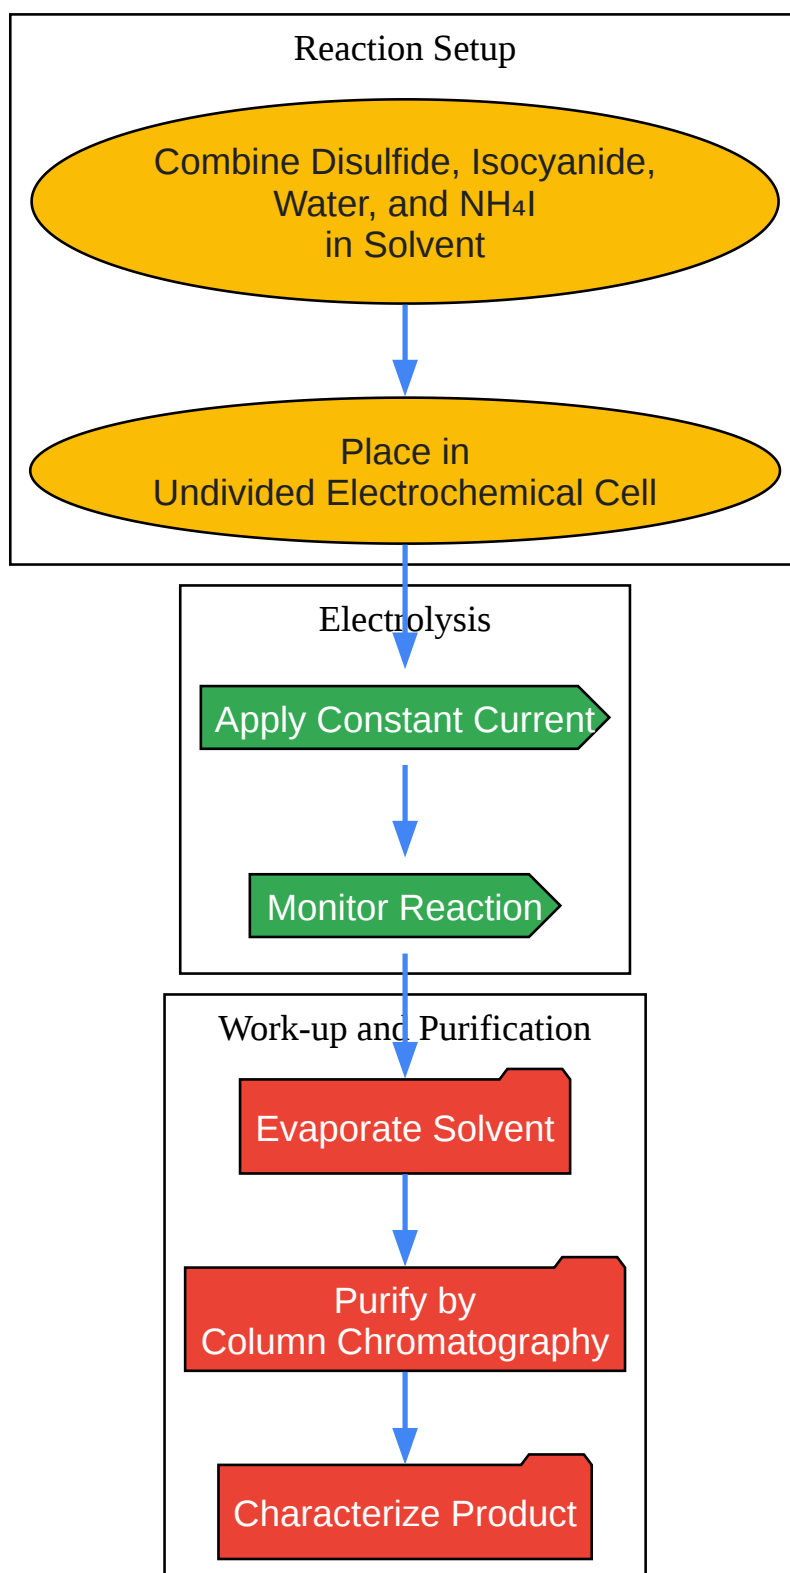 Reaction Setup
Combine Disulfide, Isocyanide,
Water, and NH₄I
in Solvent
Place in
Undivided Electrochemical Cell
Electrolysis
Apply Constant Current
Monitor Reaction
Work-up and Purification
Evaporate Solvent
Purify by
Column Chromatography
Characterize Product